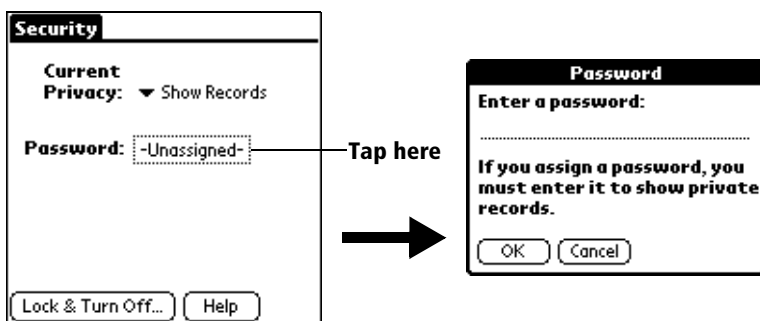 Security
Current
Privacy: Show Records
Password: -Unassigned-
Tap here
Lock & Turn Off... Help
Password
Enter a password:
If you assign a password, you
must enter it to show private
records.
OK Cancel